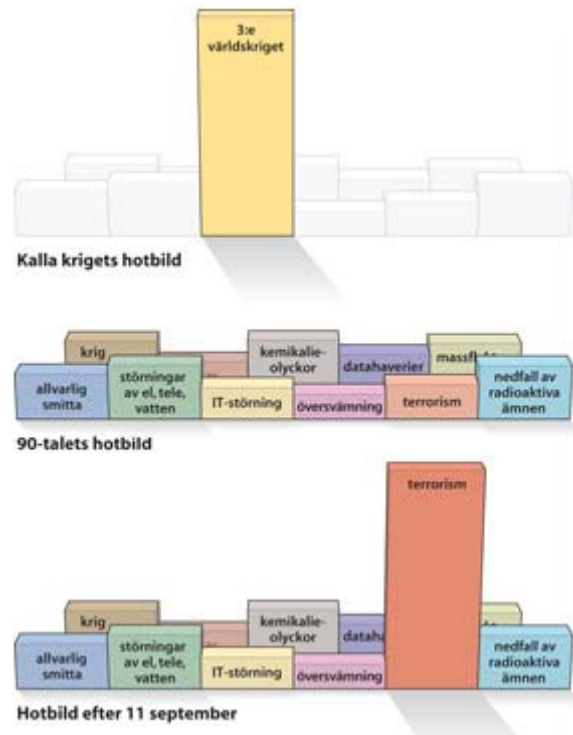 3:e
världskriget
Kalla krigets hotbild
krig
kemikalie-
olyckor
datahaverier
allvarlig
smitta
störningar
av el, tele,
vatten
IT-störning
översvämning
terrorism
nedfall av
radioaktiva
ämnen
90-talets hotbild
terrorism
krig
kemikalie-
olyckor
allvarlig
smitta
störningar
av el, tele,
vatten
IT-störning
översvämning
nedfall av
radioaktiva
ämnen
Hotbild efter 11 september